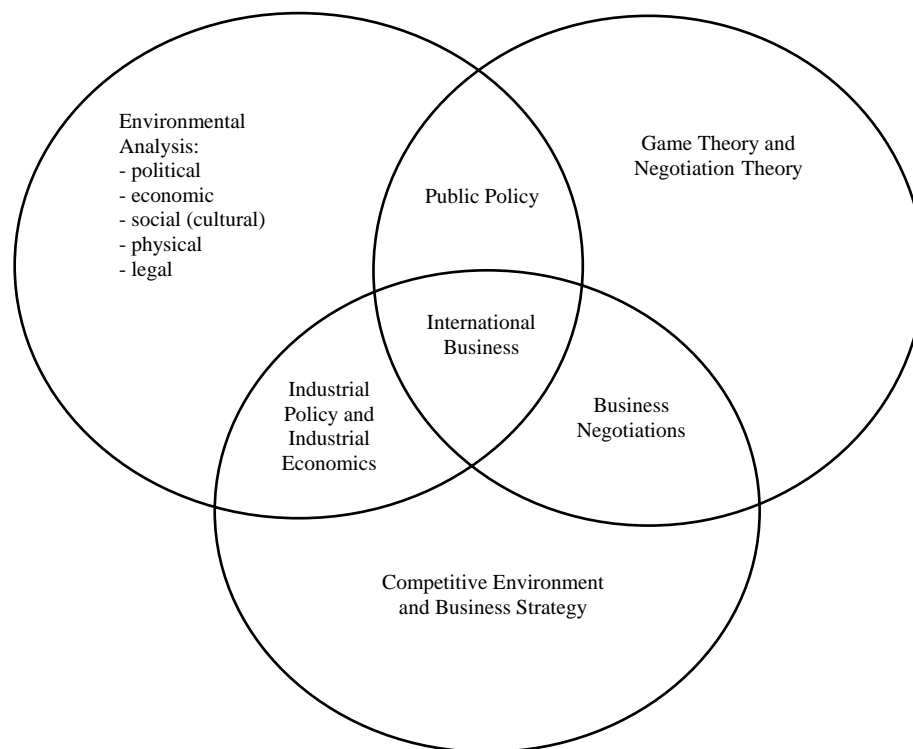 Environmental
Analysis:
- political
- economic
- social (cultural)
- physical
- legal
Game Theory and
Negotiation Theory
Public Policy
International
Business
Industrial
Policy and
Industrial
Economics
Business
Negotiations
Competitive Environment
and Business Strategy